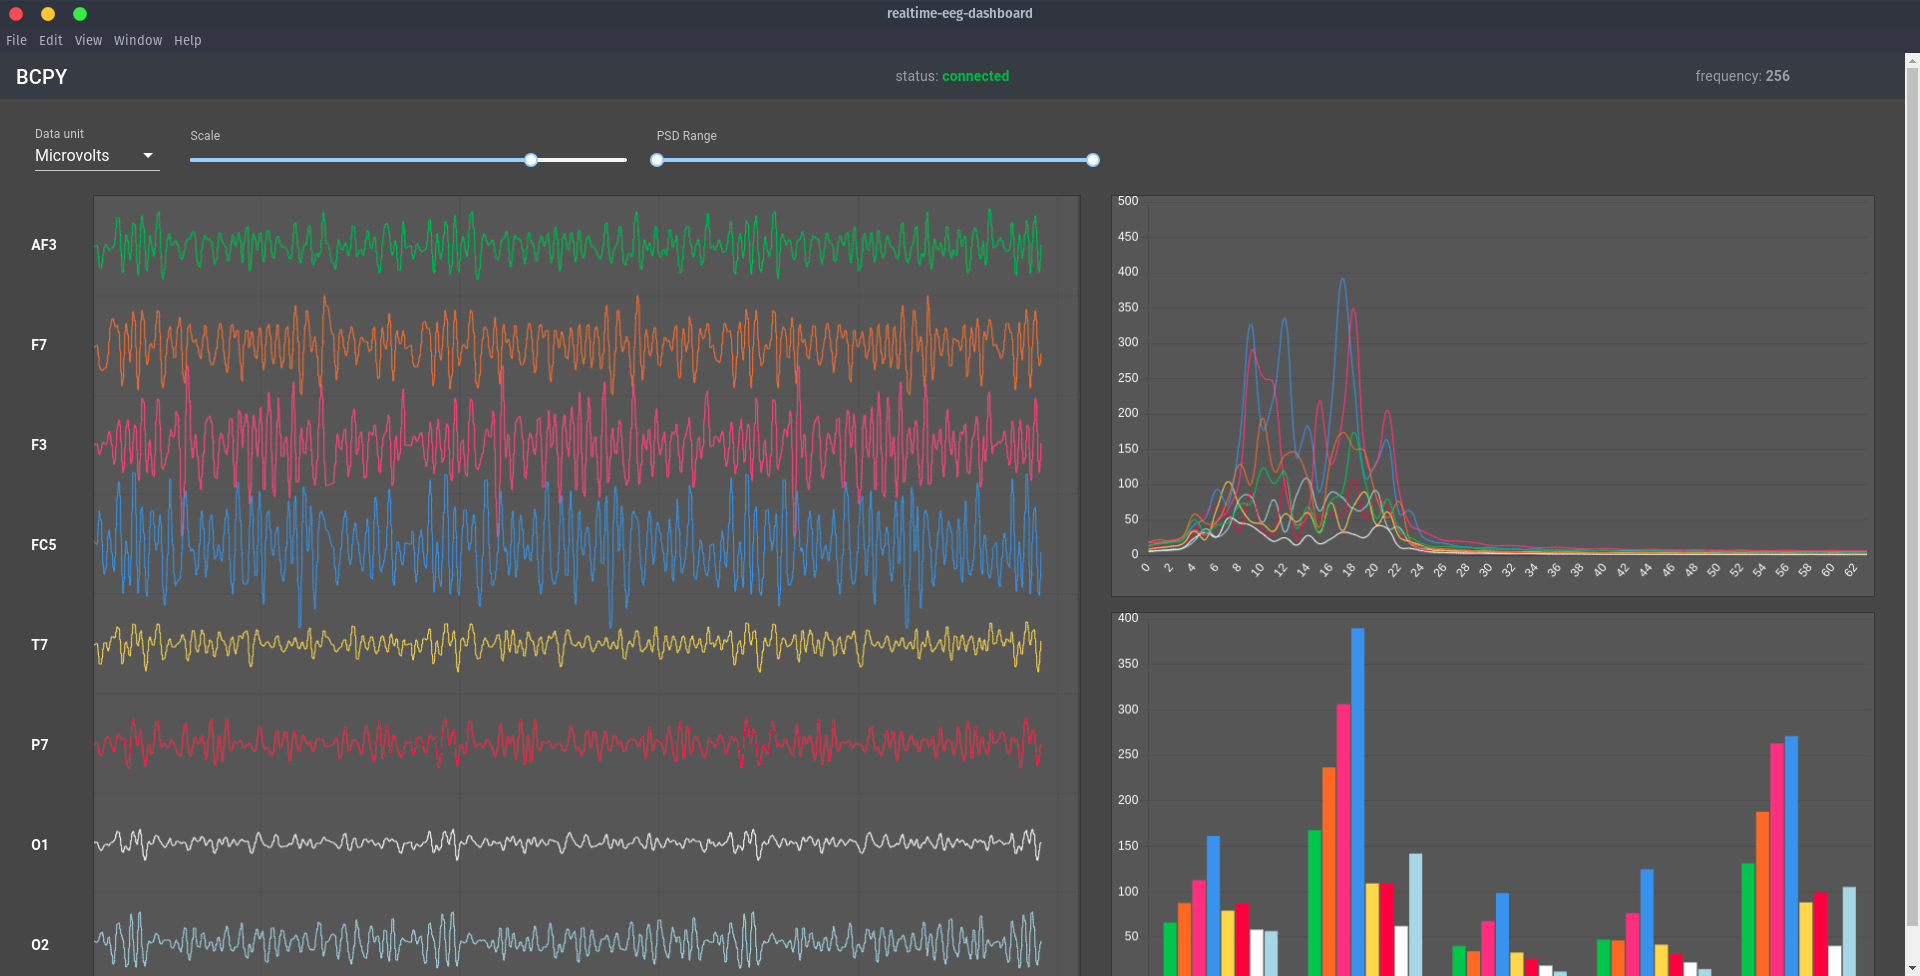 realtime-eeg-dashboard
File Edit View Window Help
BCPY
status: connected
frequency: 256
Data unit
Microvolts
Scale
PSD Range
AF3
F7
F3
FC5
T7
P7
O1
O2
500
450
400
350
300
250
200
150
100
50
0
0 2 4 6 8 10 12 14 16 18 20 22 24 26 28 30 32 34 36 38 40 42 44 46 48 50 52 54 56 58 60 62
400
350
300
250
200
150
100
50